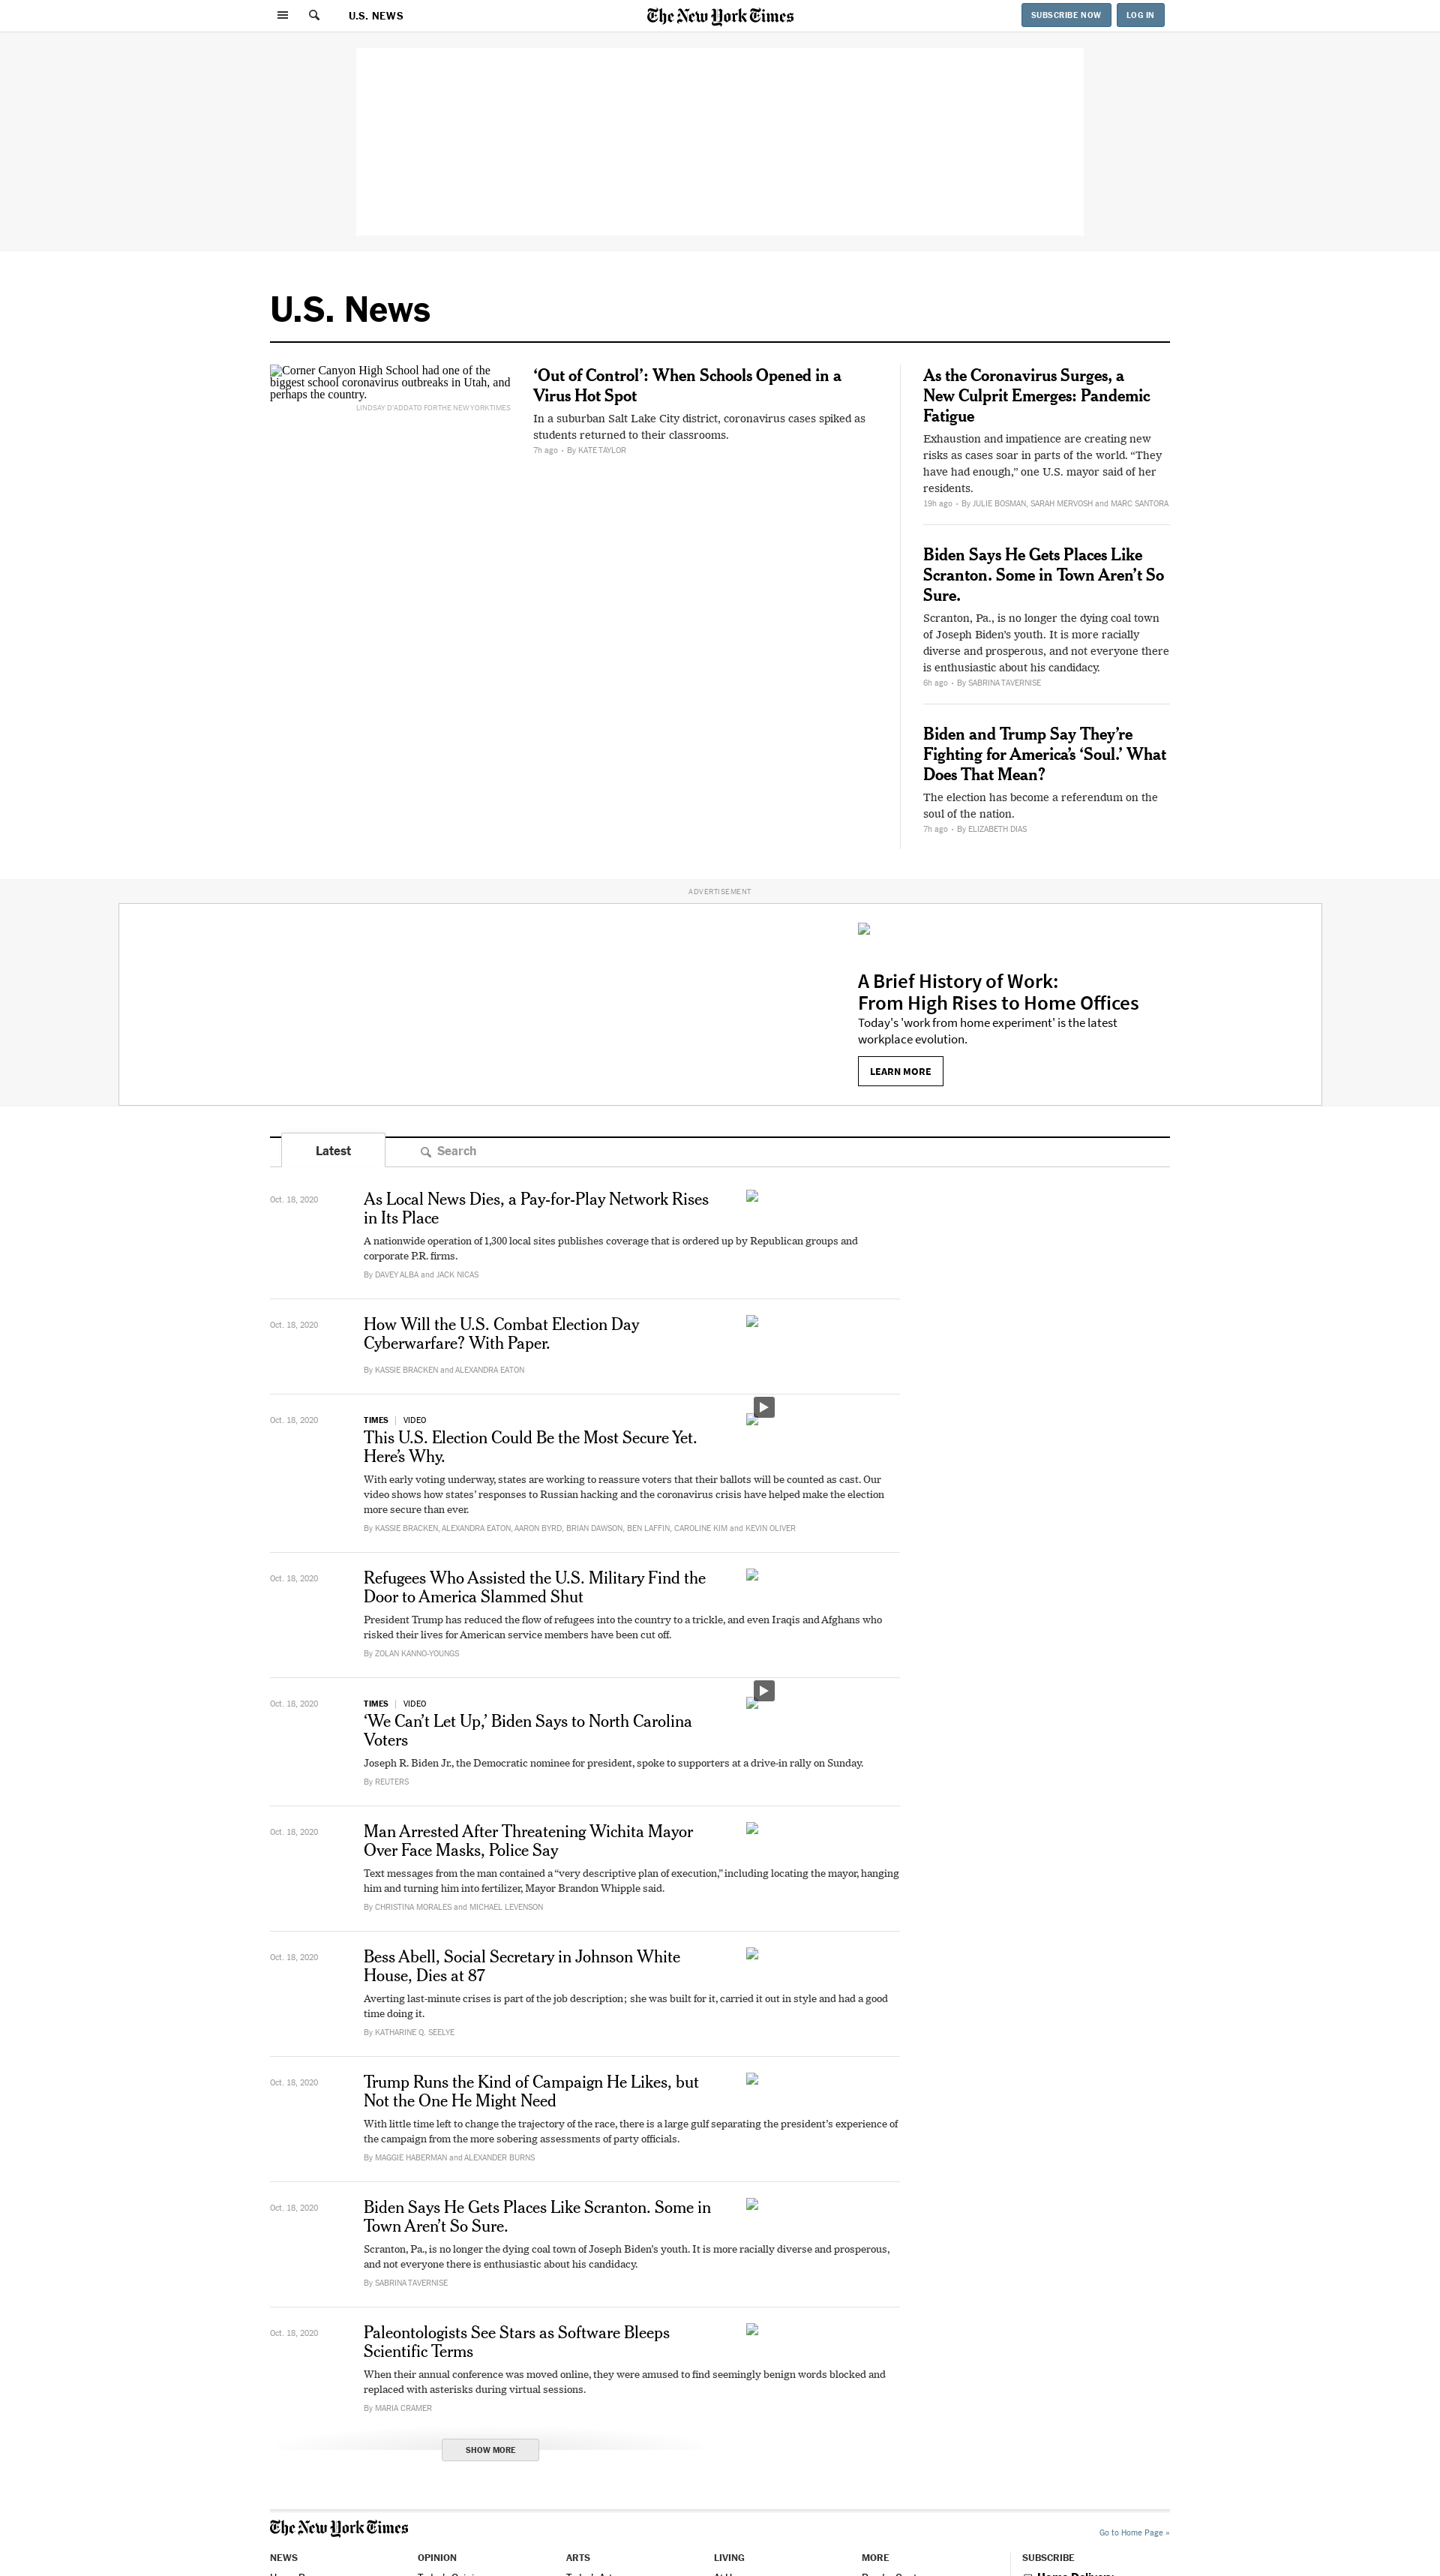 U.S. NEWS
The New York Times
SUBSCRIBE NOW
LOG IN
U.S. News
Corner Canyon High School had one of the
biggest school coronavirus outbreaks in Utah, and
perhaps the country.
LINDSAY D'ADDATO FOR THE NEW YORK TIMES
‘Out of Control’: When Schools Opened in a
Virus Hot Spot
In a suburban Salt Lake City district, coronavirus cases spiked as
students returned to their classrooms.
7h ago • By KATE TAYLOR
As the Coronavirus Surges, a
New Culprit Emerges: Pandemic
Fatigue
Exhaustion and impatience are creating new
risks as cases soar in parts of the world. “They
have had enough,” one U.S. mayor said of her
residents.
19h ago • By JULIE BOSMAN, SARAH MERVOSH and MARC SANTORA
Biden Says He Gets Places Like
Scranton. Some in Town Aren’t So
Sure.
Scranton, Pa., is no longer the dying coal town
of Joseph Biden’s youth. It is more racially
diverse and prosperous, and not everyone there
is enthusiastic about his candidacy.
6h ago • By SABRINA TAVERNISE
Biden and Trump Say They’re
Fighting for America’s ‘Soul.’ What
Does That Mean?
The election has become a referendum on the
soul of the nation.
7h ago • By ELIZABETH DIAS
ADVERTISEMENT
A Brief History of Work:
From High Rises to Home Offices
Today's 'work from home experiment' is the latest
workplace evolution.
LEARN MORE
Latest
Search
Oct. 18, 2020
As Local News Dies, a Pay-for-Play Network Rises
in Its Place
A nationwide operation of 1,300 local sites publishes coverage that is ordered up by Republican groups and
corporate P.R. firms.
By DAVEY ALBA and JACK NICAS
Oct. 18, 2020
How Will the U.S. Combat Election Day
Cyberwarfare? With Paper.
By KASSIE BRACKEN and ALEXANDRA EATON
Oct. 18, 2020
TIMES | VIDEO
This U.S. Election Could Be the Most Secure Yet.
Here’s Why.
With early voting underway, states are working to reassure voters that their ballots will be counted as cast. Our
video shows how states’ responses to Russian hacking and the coronavirus crisis have helped make the election
more secure than ever.
By KASSIE BRACKEN, ALEXANDRA EATON, AARON BYRD, BRIAN DAWSON, BEN LAFFIN, CAROLINE KIM and KEVIN OLIVER
Oct. 18, 2020
Refugees Who Assisted the U.S. Military Find the
Door to America Slammed Shut
President Trump has reduced the flow of refugees into the country to a trickle, and even Iraqis and Afghans who
risked their lives for American service members have been cut off.
By ZOLAN KANNO-YOUNGS
Oct. 18, 2020
TIMES | VIDEO
‘We Can’t Let Up,’ Biden Says to North Carolina
Voters
Joseph R. Biden Jr., the Democratic nominee for president, spoke to supporters at a drive-in rally on Sunday.
By REUTERS
Oct. 18, 2020
Man Arrested After Threatening Wichita Mayor
Over Face Masks, Police Say
Text messages from the man contained a “very descriptive plan of execution,” including locating the mayor, hanging
him and turning him into fertilizer, Mayor Brandon Whipple said.
By CHRISTINA MORALES and MICHAEL LEVENSON
Oct. 18, 2020
Bess Abell, Social Secretary in Johnson White
House, Dies at 87
Averting last-minute crises is part of the job description; she was built for it, carried it out in style and had a good
time doing it.
By KATHARINE Q. SEELYE
Oct. 18, 2020
Trump Runs the Kind of Campaign He Likes, but
Not the One He Might Need
With little time left to change the trajectory of the race, there is a large gulf separating the president’s experience of
the campaign from the more sobering assessments of party officials.
By MAGGIE HABERMAN and ALEXANDER BURNS
Oct. 18, 2020
Biden Says He Gets Places Like Scranton. Some in
Town Aren’t So Sure.
Scranton, Pa., is no longer the dying coal town of Joseph Biden’s youth. It is more racially diverse and prosperous,
and not everyone there is enthusiastic about his candidacy.
By SABRINA TAVERNISE
Oct. 18, 2020
Paleontologists See Stars as Software Bleeps
Scientific Terms
When their annual conference was moved online, they were amused to find seemingly benign words blocked and
replaced with asterisks during virtual sessions.
By MARIA CRAMER
SHOW MORE
The New York Times
Go to Home Page »
NEWS
OPINION
ARTS
LIVING
MORE
SUBSCRIBE